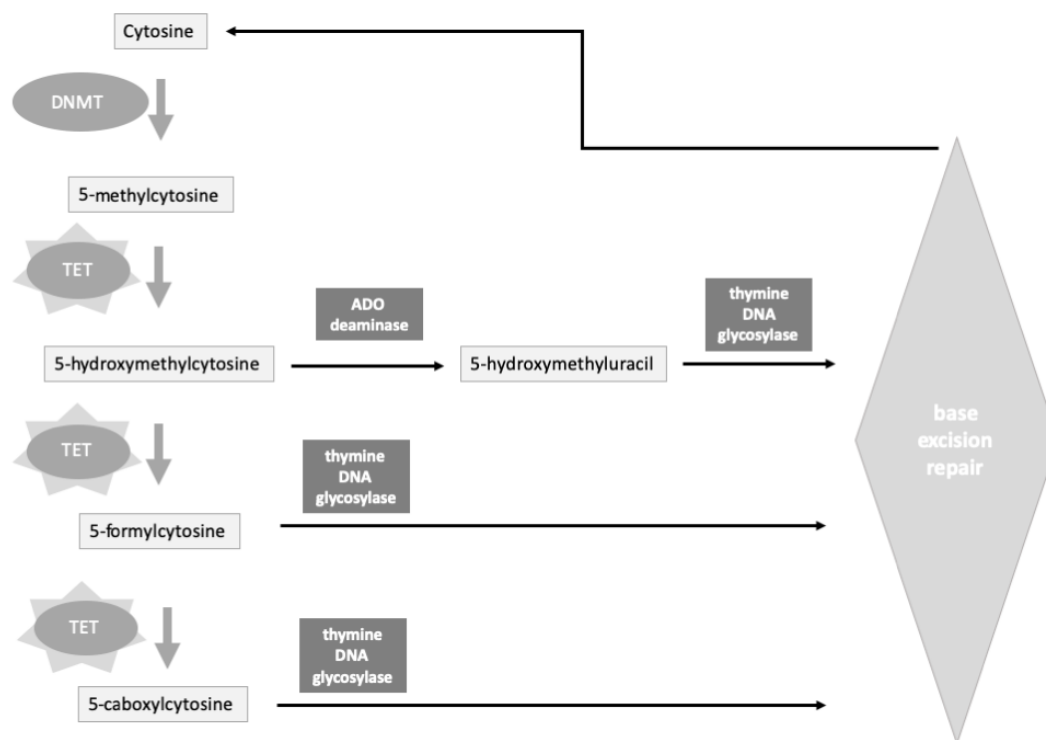 Cytosine
DNMT
5-methylcytosine
TET
ADO
deaminase
thymine
DNA
glycosylase
5-hydroxymethylcytosine
5-hydroxymethyluracil
base
excision
repair
TET
thymine
DNA
glycosylase
5-formylcytosine
TET
thymine
DNA
glycosylase
5-caboxylcytosine